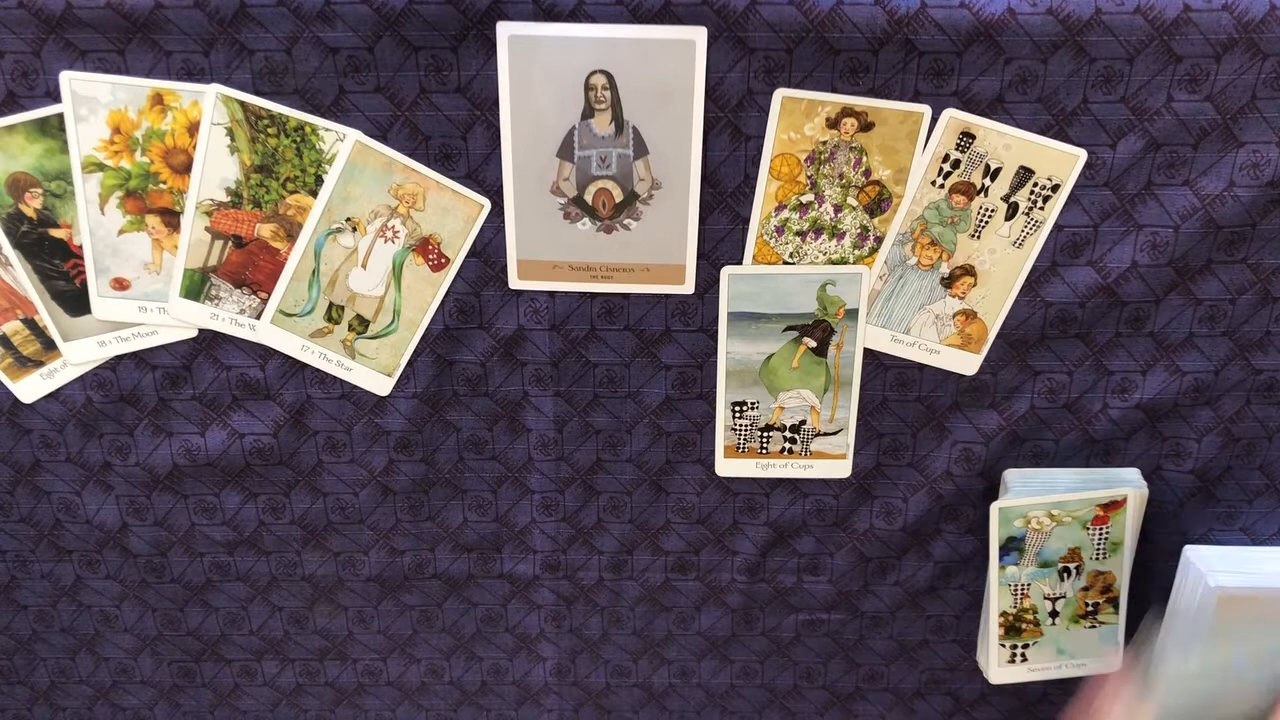 Eight of
18 ‡ The Moon
19 ‡ Th
21 ‡ The W
17 ‡ The Star
Sandra Cisneros
THE BODY
Ten of Cups
Eight of Cups
Seven of Cups